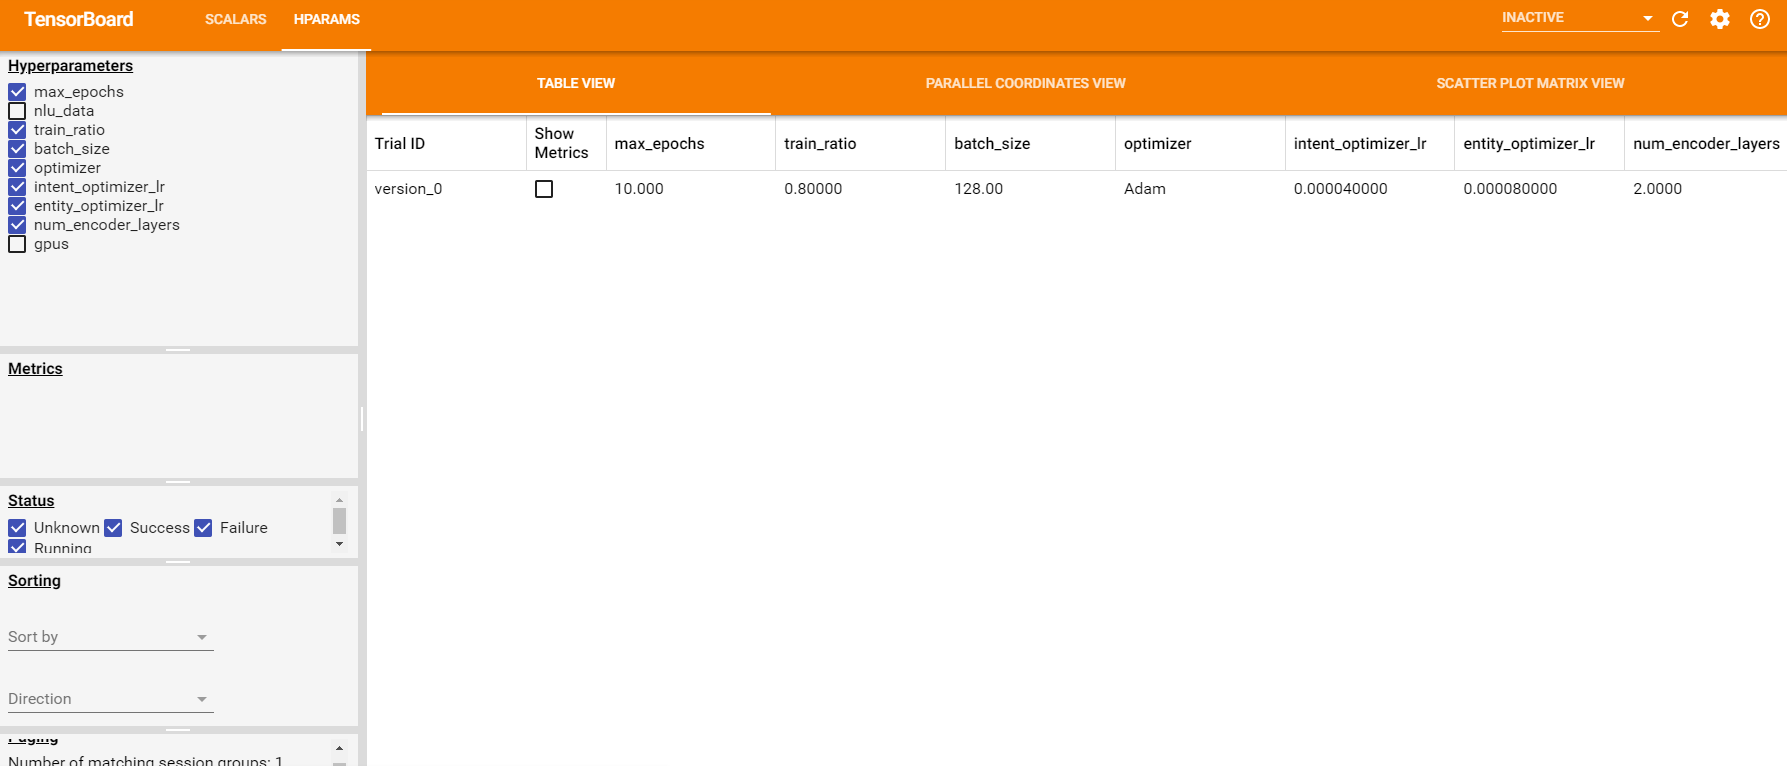 TensorBoard SCALARS HPARAMS INACTIVE
Hyperparameters
max_epochs
nlu_data
train_ratio
batch_size
optimizer
intent_optimizer_lr
entity_optimizer_lr
num_encoder_layers
gpus
Metrics
Status
Unknown Success Failure
Running
Sorting
Sort by
Direction
Paging
Number of matching session groups: 1
TABLE VIEW PARALLEL COORDINATES VIEW SCATTER PLOT MATRIX VIEW
Trial ID Show Metrics max_epochs train_ratio batch_size optimizer intent_optimizer_lr entity_optimizer_lr num_encoder_layers
version_0 10.000 0.80000 128.00 Adam 0.000040000 0.000080000 2.0000